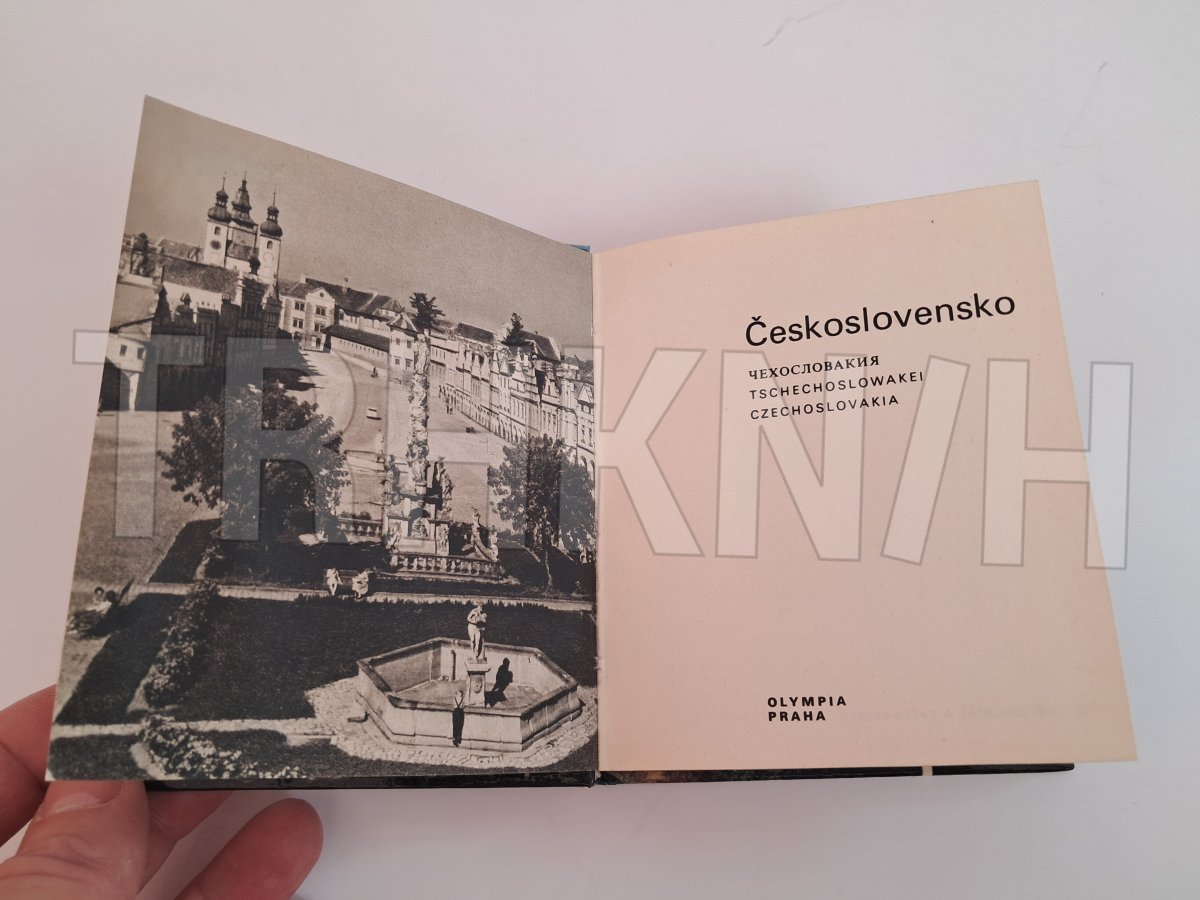 Československo
ЧЕХОСЛОВАКИЯ
TSCHECHOSLOWAKEI
CZECHOSLOVAKIA
OLYMPIA
PRAHA